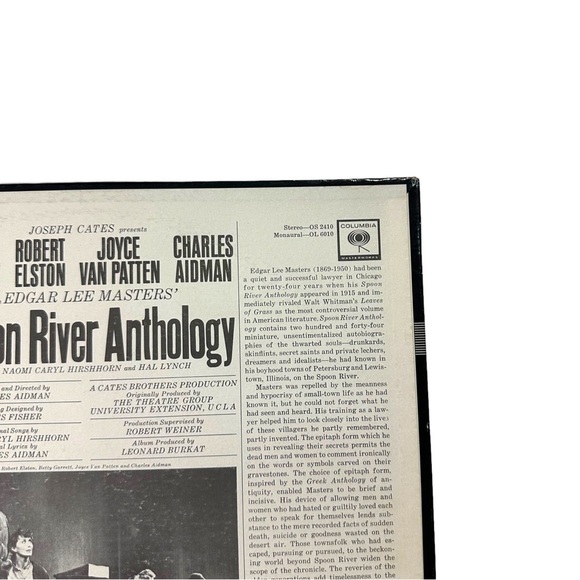 JOSEPH CATES presents
ROBERT JOYCE CHARLES
ELSTON VAN PATTEN AIDMAN
EDGAR LEE MASTERS'
on River Anthology
NAOMI CARYL HIRSHHORN and HAL LYNCH
and Directed by
ES AIDMAN
Designed by
S FISHER
nal Songs by
RYL HIRSHHORN
al Lyrics by
ES AIDMAN
A CATES BROTHERS PRODUCTION
Originally Produced by
THE THEATRE GROUP
UNIVERSITY EXTENSION, UCLA
Production Supervised by
ROBERT WEINER
Album Produced by
LEONARD BURKAT
Robert Elston, Betty Garrett, Joyce Van Patten and Charles Aidman
Stereo—OS 2410
Monaural—OL 6010
COLUMBIA
MASTERWORKS
Edgar Lee Masters (1869-1950) had been
a quiet and successful lawyer in Chicago
for twenty-four years when his Spoon
River Anthology appeared in 1915 and im-
mediately rivaled Walt Whitman's Leaves
of Grass as the most controversial volume
in American literature. Spoon River Anthol-
ogy contains two hundred and forty-four
miniature, unsentimentalized autobiogra-
phies of the thwarted souls—drunkards,
skinflints, secret saints and private lechers,
dreamers and idealists—he had known in
his boyhood towns of Petersburg and Lewis-
town, Illinois, on the Spoon River.
Masters was repelled by the meanness
and hypocrisy of small-town life as he had
known it, but he could not forget what he
had seen and heard. His training as a law-
yer helped him to look closely into the lives
of these villagers he partly remembered,
partly invented. The epitaph form which he
uses in revealing their secrets permits the
dead men and women to comment ironically
on the words or symbols carved on their
gravestones. The choice of epitaph form,
inspired by the Greek Anthology of an-
tiquity, enabled Masters to be brief and
incisive. His device of allowing men and
women who had hated or guiltily loved each
other to speak for themselves lends sub-
stance to the mere recorded facts of sudden
death, suicide or goodness wasted on the
desert air. Those townsfolk who had es-
caped, pursuing or pursued, to the beckon-
ing world beyond Spoon River widen the
scope of the chronicle. The reveries of the
generations add timelessness to the